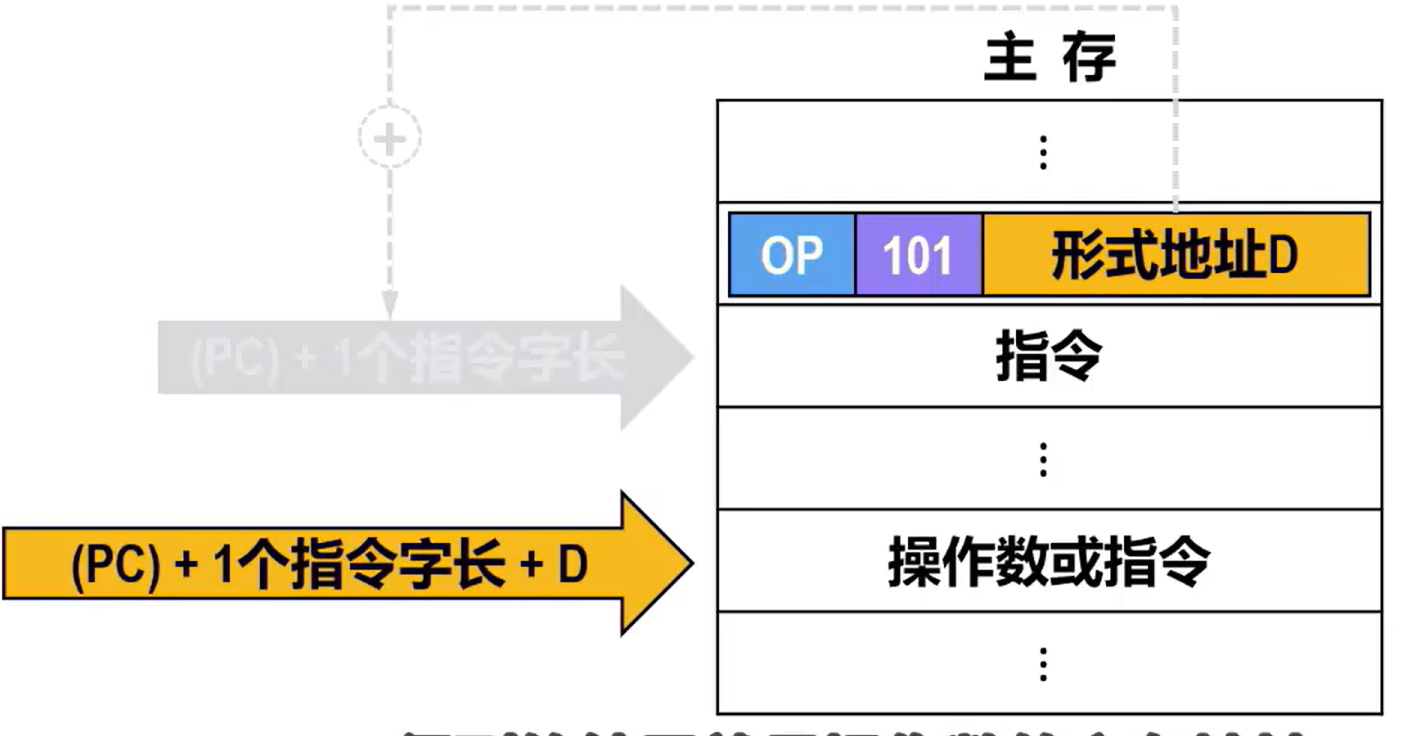 主 存
⋮
OP 101 形式地址D
(PC) + 1个指令字长
指令
⋮
(PC) + 1个指令字长 + D
操作数或指令
⋮